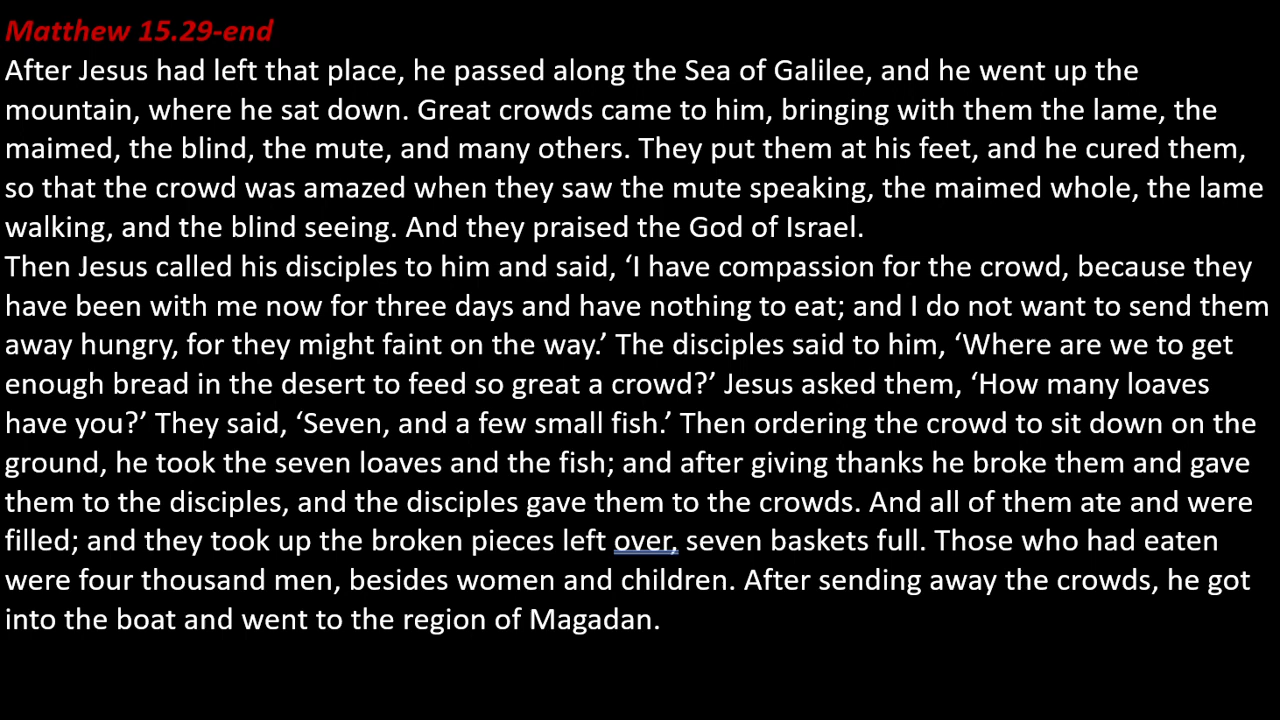 Matthew 15.29-end
After Jesus had left that place, he passed along the Sea of Galilee, and he went up the
mountain, where he sat down. Great crowds came to him, bringing with them the lame, the
maimed, the blind, the mute, and many others. They put them at his feet, and he cured them,
so that the crowd was amazed when they saw the mute speaking, the maimed whole, the lame
walking, and the blind seeing. And they praised the God of Israel.
Then Jesus called his disciples to him and said, ‘I have compassion for the crowd, because they
have been with me now for three days and have nothing to eat; and I do not want to send them
away hungry, for they might faint on the way.’ The disciples said to him, ‘Where are we to get
enough bread in the desert to feed so great a crowd?’ Jesus asked them, ‘How many loaves
have you?’ They said, ‘Seven, and a few small fish.’ Then ordering the crowd to sit down on the
ground, he took the seven loaves and the fish; and after giving thanks he broke them and gave
them to the disciples, and the disciples gave them to the crowds. And all of them ate and were
filled; and they took up the broken pieces left over, seven baskets full. Those who had eaten
were four thousand men, besides women and children. After sending away the crowds, he got
into the boat and went to the region of Magadan.